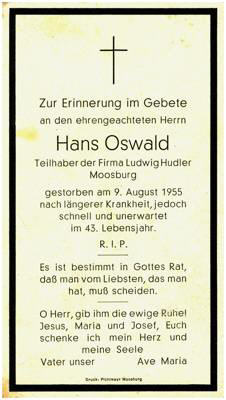 Zur Erinnerung im Gebete
an den ehrengeachteten Herrn
Hans Oswald
Teilhaber der Firma Ludwig Hudler
Moosburg
gestorben am 9. August 1955
nach längerer Krankheit, jedoch
schnell und unerwartet
im 43. Lebensjahr.
R. I. P.
Es ist bestimmt in Gottes Rat,
daß man vom Liebsten, das man
hat, muß scheiden.
O Herr, gib ihm die ewige Ruhe!
Jesus, Maria und Josef, Euch
schenke ich mein Herz und
meine Seele
Vater unser Ave Maria
Druck: Pichlmayr Moosburg